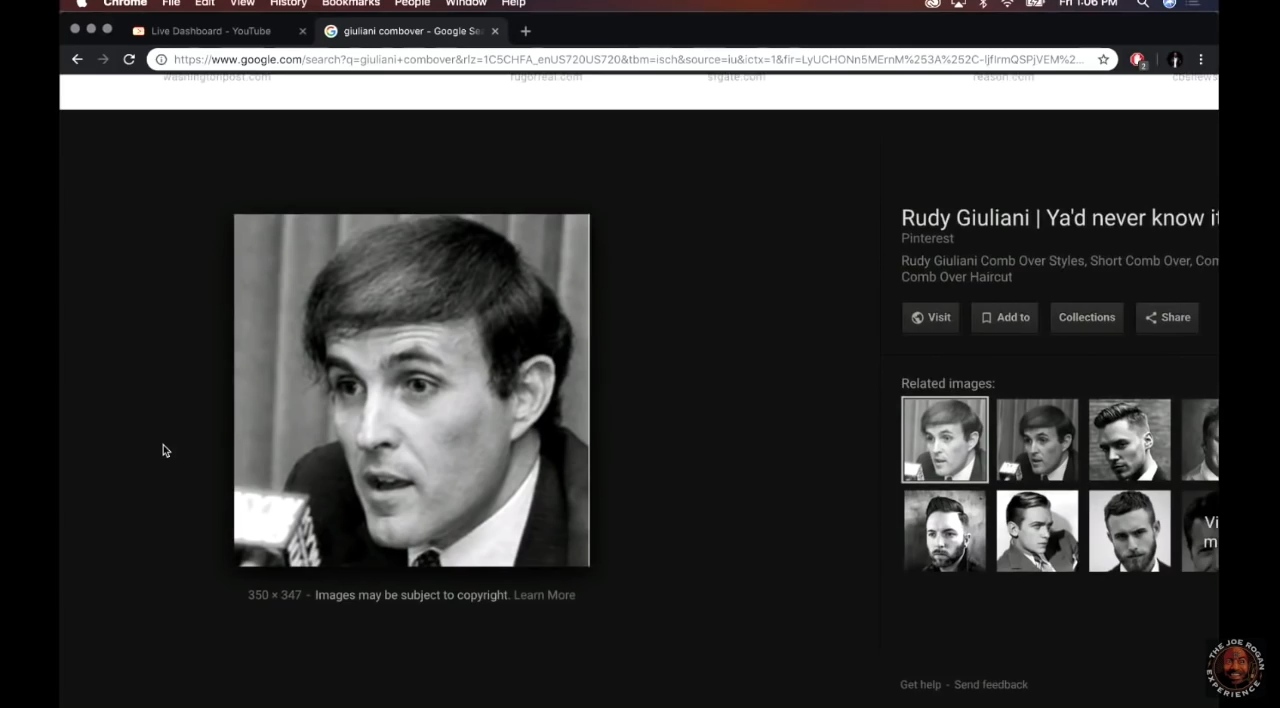 Chrome File Edit View History Bookmarks People Window Help Fri 1:06 PM
Live Dashboard - YouTube
giuliani combover - Google Se
https://www.google.com/search?q=giuliani+combover&rlz=1C5CHFA_enUS720US720&tbm=isch&source=iu&ictx=1&fir=LyUCHONn5MErnM%253A%252C-ljflrmQSPjVEM%2...
washingtonpost.com rugorreal.com srgate.com reason.com cbsnews
Rudy Giuliani | Ya'd never know it
Pinterest
Rudy Giuliani Comb Over Styles, Short Comb Over, Com
Comb Over Haircut
Visit Add to Collections Share
Related images:
Vi
m
350 × 347 - Images may be subject to copyright. Learn More
Get help - Send feedback
THE JOE ROGAN
EXPERIENCE